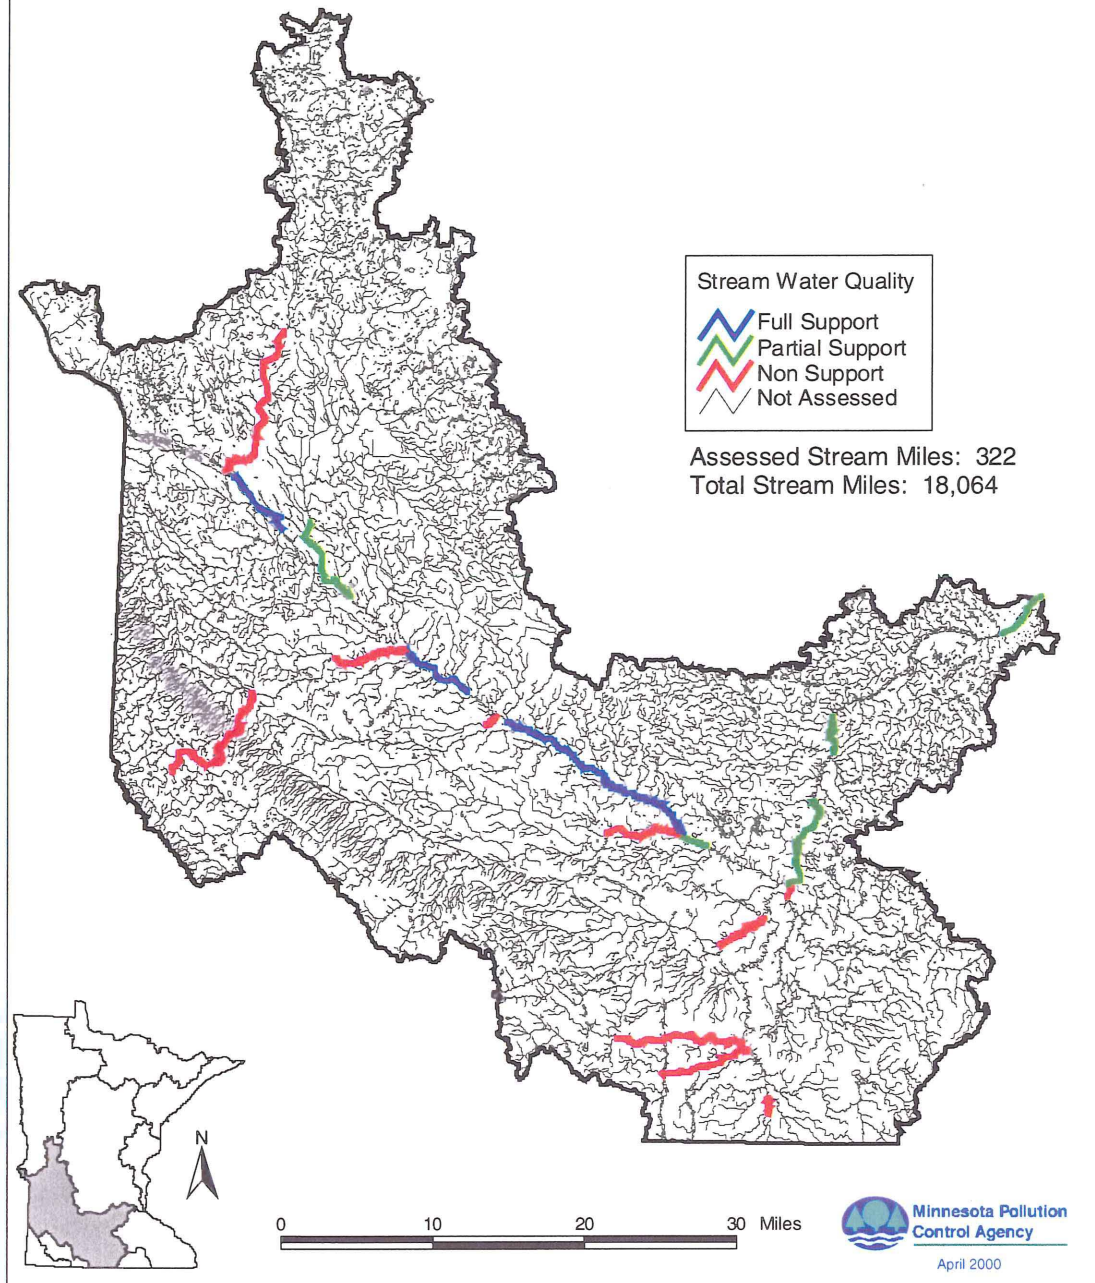 Stream Water Quality
Full Support
Partial Support
Non Support
Not Assessed
Assessed Stream Miles: 322
Total Stream Miles: 18,064
N
0 10 20 30 Miles
Minnesota Pollution
Control Agency
April 2000